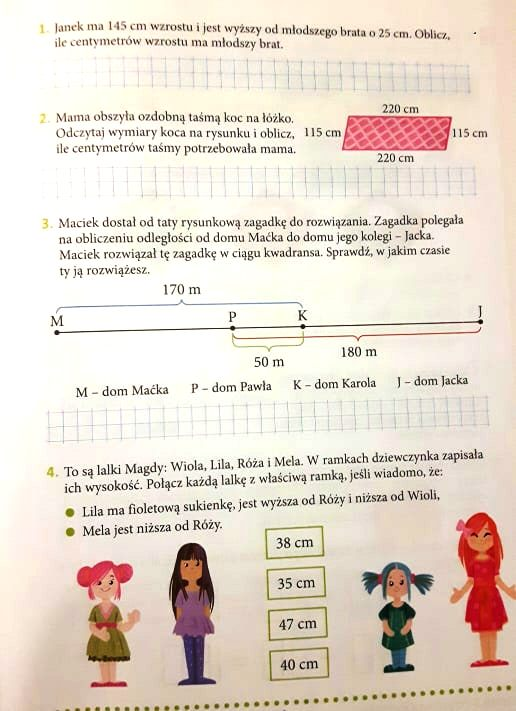 1. Janek ma 145 cm wzrostu i jest wyższy od młodszego brata o 25 cm. Oblicz,
ile centymetrów wzrostu ma młodszy brat.
2. Mama obszyła ozdobną taśmą koc na łóżko.
Odczytaj wymiary koca na rysunku i oblicz,
ile centymetrów taśmy potrzebowała mama.
220 cm
115 cm
115 cm
220 cm
3. Maciek dostał od taty rysunkową zagadkę do rozwiązania. Zagadka polegała
na obliczeniu odległości od domu Maćka do domu jego kolegi – Jacka.
Maciek rozwiązał tę zagadkę w ciągu kwadransa. Sprawdź, w jakim czasie
ty ją rozwiążesz.
170 m
M P K J
50 m
180 m
M – dom Maćka P – dom Pawła K – dom Karola J – dom Jacka
4. To są lalki Magdy: Wiola, Lila, Róża i Mela. W ramkach dziewczynka zapisała
ich wysokość. Połącz każdą lalkę z właściwą ramką, jeśli wiadomo, że:
• Lila ma fioletową sukienkę, jest wyższa od Róży i niższa od Wioli,
• Mela jest niższa od Róży.
38 cm
35 cm
47 cm
40 cm